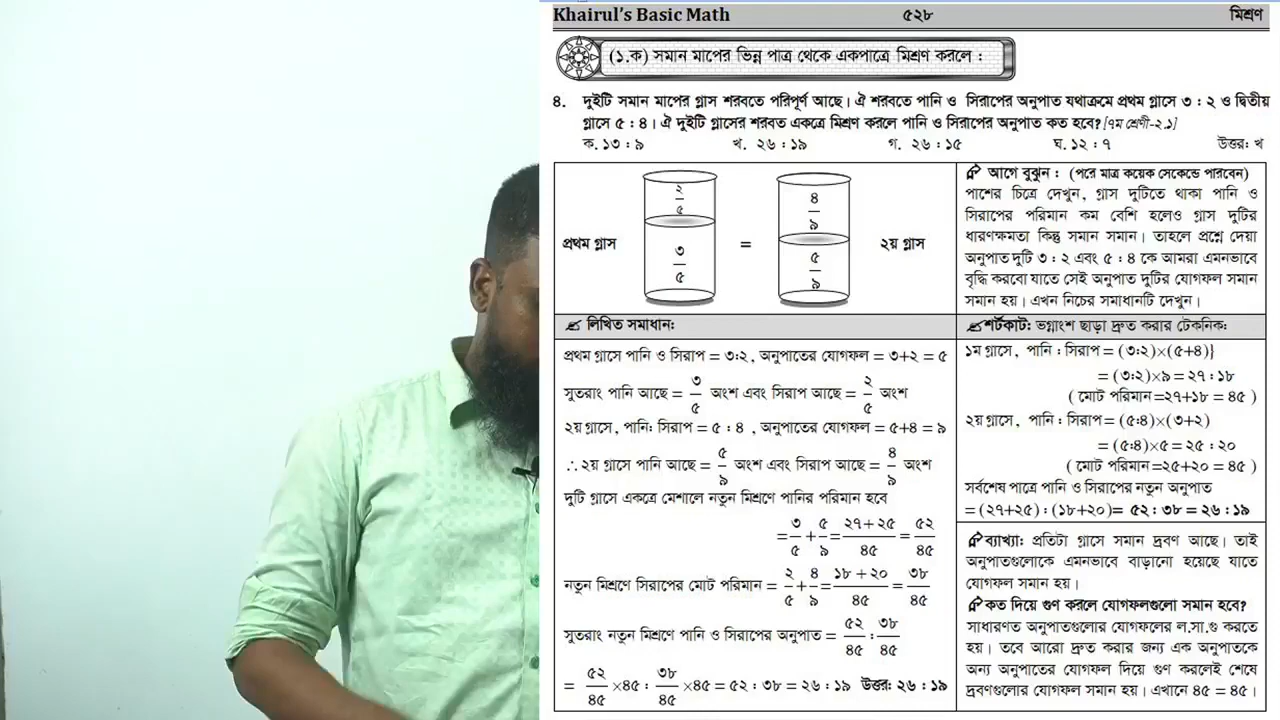 Khairul's Basic Math ৫২৮ মিশ্রণ
(১.ক) সমান মাপের ভিন্ন পাত্র থেকে একপাত্রে মিশ্রণ করলে :
৪. দুইটি সমান মাপের গ্লাস শরবতে পরিপূর্ণ আছে। ঐ শরবতে পানি ও সিরাপের অনুপাত যথাক্রমে প্রথম গ্লাসে ৩ : ২ ও দ্বিতীয়
গ্লাসে ৫ : ৪। ঐ দুইটি গ্লাসের শরবত একত্রে মিশ্রণ করলে পানি ও সিরাপের অনুপাত কত হবে? [৭ম শ্রেণী-২.১]
ক. ১৩ : ৯ খ. ২৬ : ১৯ গ. ২৬ : ১৫ ঘ. ১২ : ৭ উত্তর: খ
প্রথম গ্লাস ২/৫ ৩/৫ = ৪/৯ ৫/৯ ২য় গ্লাস
আগে বুঝুন : (পরে মাত্র কয়েক সেকেন্ডে পারবেন)
পাশের চিত্রে দেখুন, গ্লাস দুটিতে থাকা পানি ও
সিরাপের পরিমান কম বেশি হলেও গ্লাস দুটির
ধারণক্ষমতা কিন্তু সমান সমান। তাহলে প্রশ্নে দেয়া
অনুপাত দুটি ৩ : ২ এবং ৫ : ৪ কে আমরা এমনভাবে
বৃদ্ধি করবো যাতে সেই অনুপাত দুটির যোগফল সমান
সমান হয়। এখন নিচের সমাধানটি দেখুন।
লিখিত সমাধান:
প্রথম গ্লাসে পানি ও সিরাপ = ৩:২, অনুপাতের যোগফল = ৩+২ = ৫
সুতরাং পানি আছে = ৩/৫ অংশ এবং সিরাপ আছে = ২/৫ অংশ
২য় গ্লাসে, পানি: সিরাপ = ৫ : ৪ , অনুপাতের যোগফল = ৫+৪ = ৯
∴ ২য় গ্লাসে পানি আছে = ৫/৯ অংশ এবং সিরাপ আছে = ৪/৯ অংশ
দুটি গ্লাসে একত্রে মেশালে নতুন মিশ্রণে পানির পরিমান হবে
= ৩/৫ + ৫/৯ = ২৭+২৫/৪৫ = ৫২/৪৫
নতুন মিশ্রণে সিরাপের মোট পরিমান = ২/৫ + ৪/৯ = ১৮ + ২০/৪৫ = ৩৮/৪৫
সুতরাং নতুন মিশ্রণে পানি ও সিরাপের অনুপাত = ৫২/৪৫ : ৩৮/৪৫
= ৫২/৪৫ ×৪৫ : ৩৮/৪৫ ×৪৫ = ৫২ : ৩৮ = ২৬ : ১৯ উত্তর: ২৬ : ১৯
শর্টকাট: ভগ্নাংশ ছাড়া দ্রুত করার টেকনিক:
১ম গ্লাসে, পানি : সিরাপ = (৩:২)×(৫+৪)}
= (৩:২)×৯ = ২৭ : ১৮
( মোট পরিমান =২৭+১৮ = ৪৫ )
২য় গ্লাসে, পানি : সিরাপ = (৫:৪)×(৩+২)
= (৫:৪)×৫ = ২৫ : ২০
( মোট পরিমান =২৫+২০ = ৪৫ )
সর্বশেষ পাত্রে পানি ও সিরাপের নতুন অনুপাত
= (২৭+২৫) : (১৮+২০)= ৫২ : ৩৮ = ২৬ : ১৯
ব্যাখ্যা: প্রতিটা গ্লাসে সমান দ্রবণ আছে। তাই
অনুপাতগুলোকে এমনভাবে বাড়ানো হয়েছে যাতে
যোগফল সমান হয়।
কত দিয়ে গুণ করলে যোগফলগুলো সমান হবে?
সাধারণত অনুপাতগুলোর যোগফলের ল.সা.গু করতে
হয়। তবে আরো দ্রুত করার জন্য এক অনুপাতকে
অন্য অনুপাতের যোগফল দিয়ে গুণ করলেই শেষে
দ্রবণগুলোর যোগফল সমান হয়। এখানে ৪৫ = ৪৫।